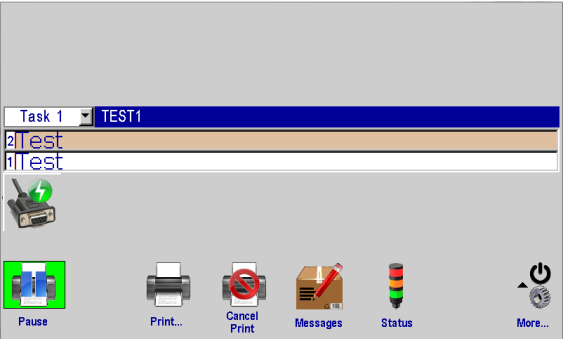 Task 1 TEST1
2Test
1Test
Pause Print... Cancel Print Messages Status More...